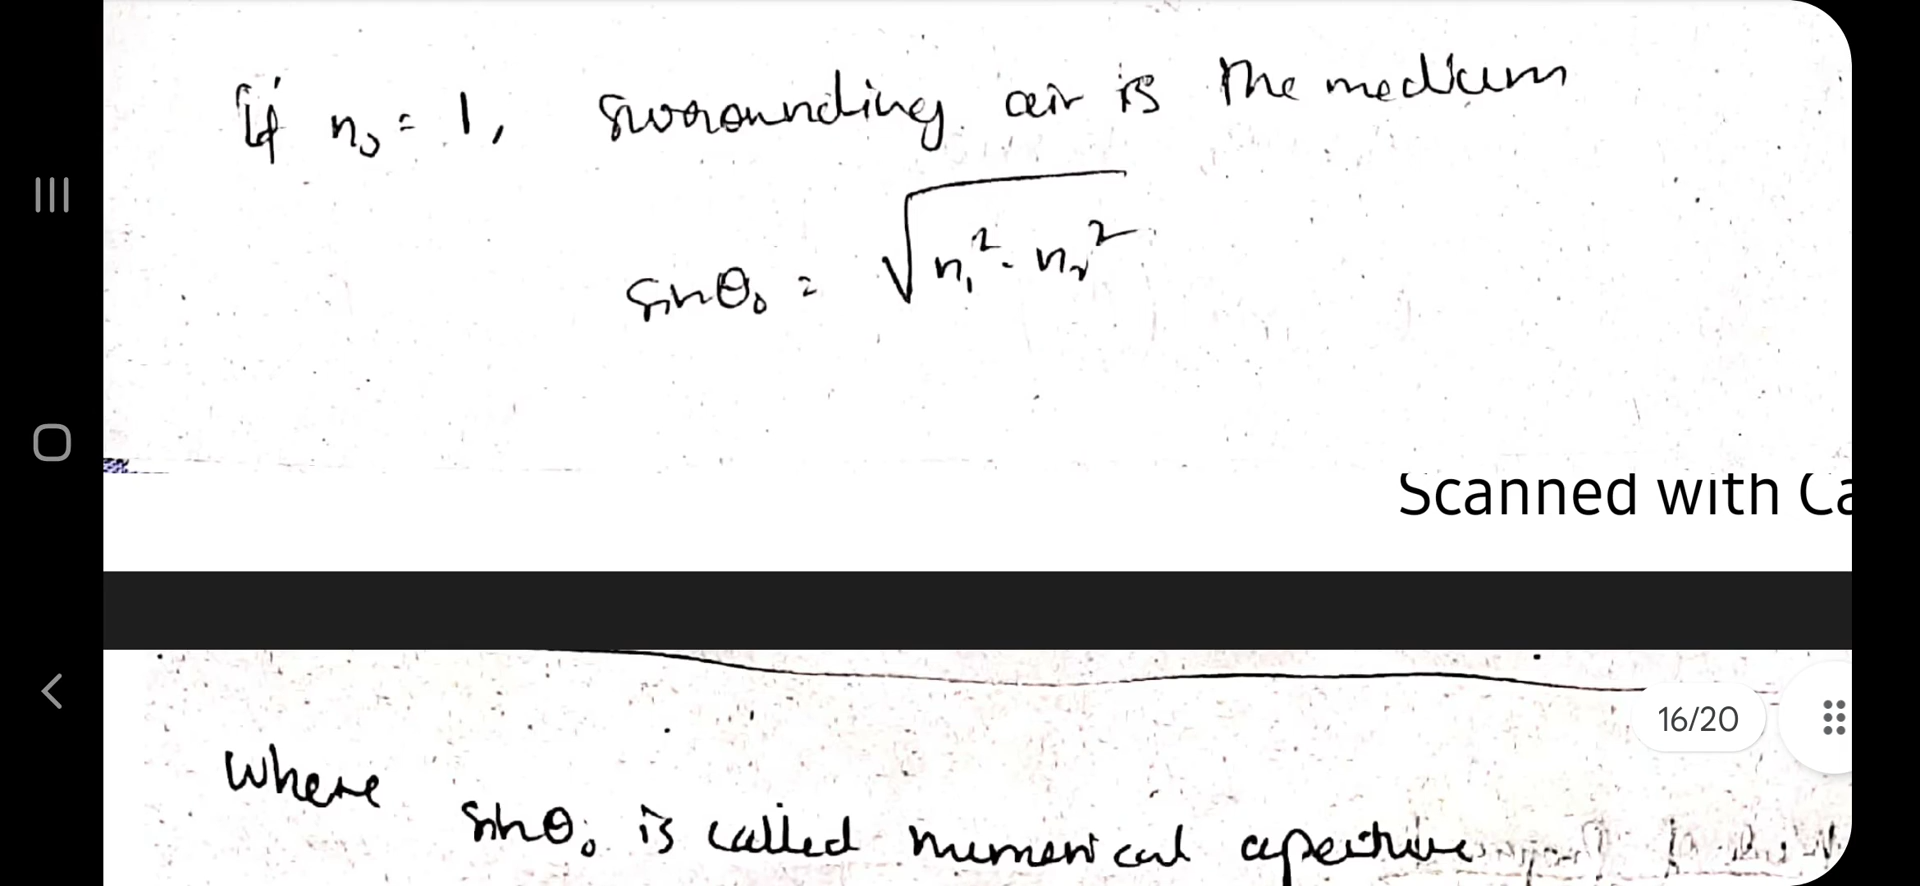 If n₀ = 1, surrounding air is the medium
sinθ₀ = √(n₁² - n₂²)
Scanned with Ca
16/20
Where
sinθ₀ is called numerical aperture